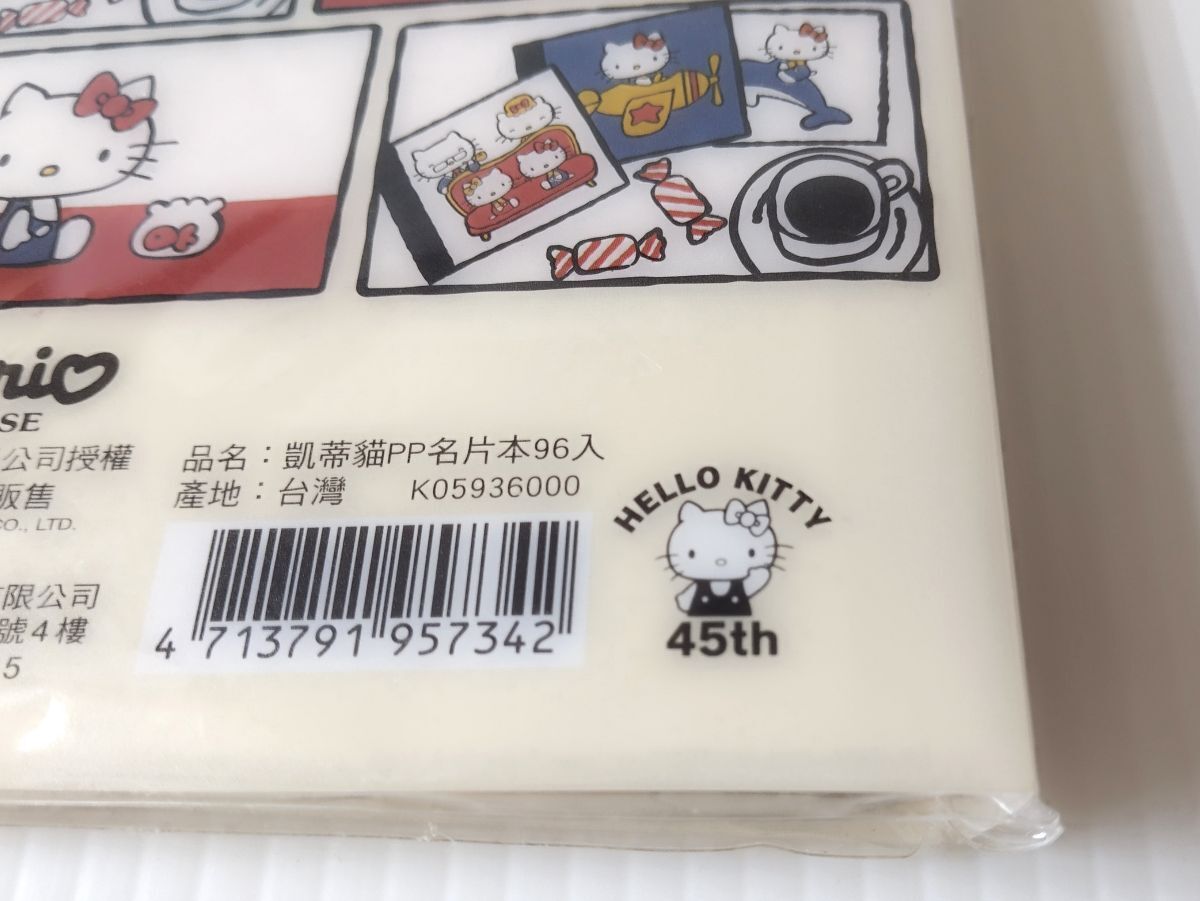 rio
SE
公司授權
販售
CO., LTD.
限公司
號4樓
5
品名：凱蒂貓PP名片本96入
產地：台灣 K05936000
4 713791 957342
HELLO KITTY
45th